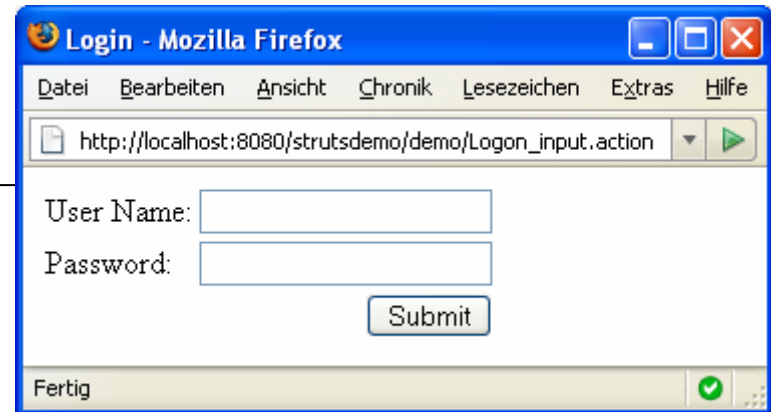 Login - Mozilla Firefox
Datei Bearbeiten Ansicht Chronik Lesezeichen Extras Hilfe
http://localhost:8080/strutsdemo/demo/Logon_input.action
User Name:
Password:
Submit
Fertig